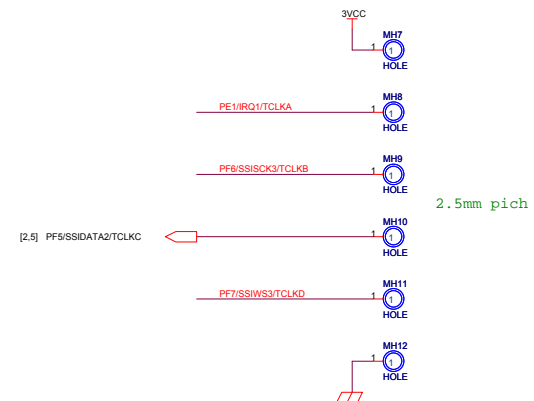 3VCC
MH7
1
1
HOLE
MH8
PE1/IRQ1/TCLKA
1
1
HOLE
MH9
PF6/SSISCK3/TCLKB
1
1
HOLE
2.5mm pich
MH10
[2,5] PF5/SSIDATA2/TCLKC
1
1
HOLE
MH11
PF7/SSIWS3/TCLKD
1
1
HOLE
MH12
1
1
HOLE